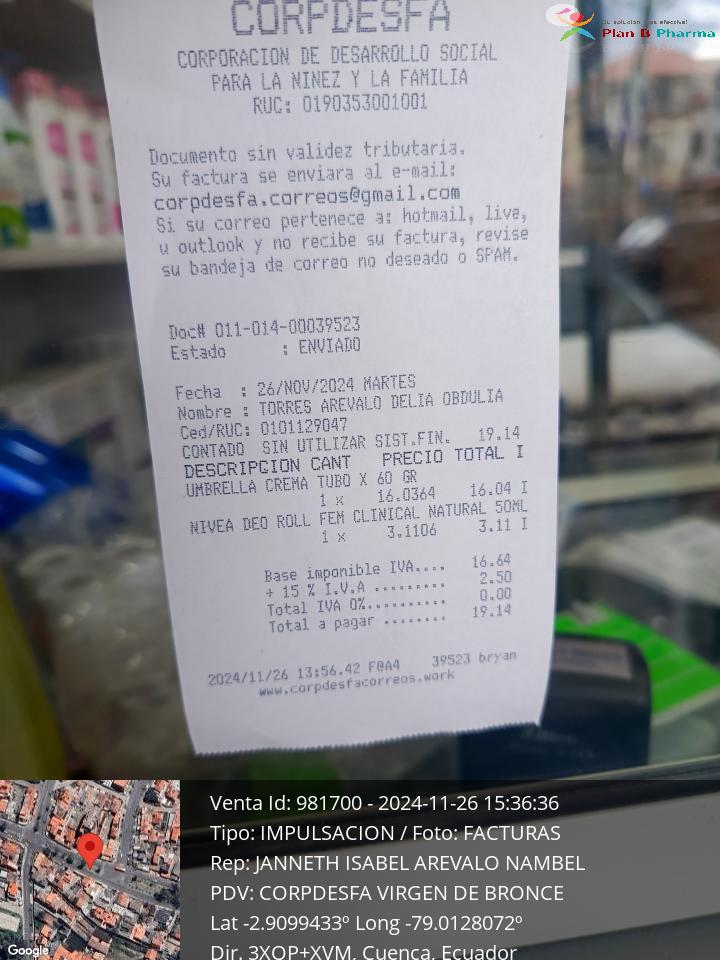 Su solución más efectiva!
Plan B Pharma
CORPDESFA
CORPORACION DE DESARROLLO SOCIAL
PARA LA NINEZ Y LA FAMILIA
RUC: 0190353001001
Documento sin validez tributaria.
Su factura se enviara al e-mail:
corpdesfa.correos@gmail.com
Si su correo pertenece a: hotmail, live,
u outlook y no recibe su factura, revise
su bandeja de correo no deseado o SPAM.
Doc# 011-014-00039523
Estado : ENVIADO
Fecha : 26/NOV/2024 MARTES
Nombre : TORRES AREVALO DELIA OBDULIA
Ced/RUC: 0101129047
CONTADO SIN UTILIZAR SIST.FIN. 19.14
DESCRIPCION CANT PRECIO TOTAL I
UMBRELLA CREMA TUBO X 60 GR
1 x 16.0364 16.04 I
NIVEA DEO ROLL FEM CLINICAL NATURAL 50ML
1 x 3.1106 3.11 I
Base imponible IVA.... 16.64
+ 15 % I.V.A ......... 2.50
Total IVA 0%.......... 0.00
Total a pagar ........ 19.14
2024/11/26 13:56.42 F@A4 39523 bryan
www.corpdesfacorreos.work
Venta Id: 981700 - 2024-11-26 15:36:36
Tipo: IMPULSACION / Foto: FACTURAS
Rep: JANNETH ISABEL AREVALO NAMBEL
PDV: CORPDESFA VIRGEN DE BRONCE
Lat -2.9099433º Long -79.0128072º
Dir. 3XQP+XVM, Cuenca, Ecuador
Google